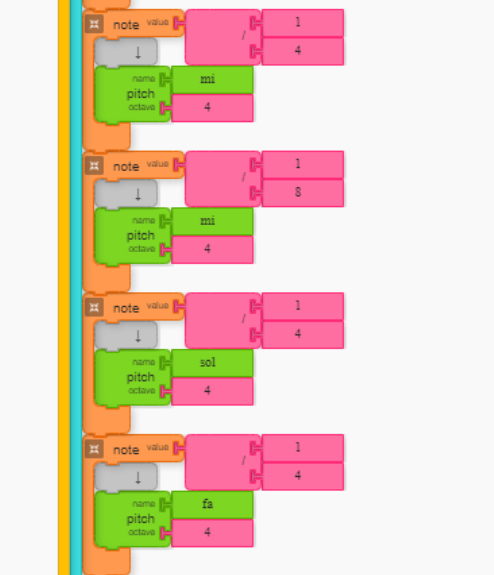 note value 1
/
4
↓
name mi
pitch
octave 4
note value 1
/
8
↓
name mi
pitch
octave 4
note value 1
/
4
↓
name sol
pitch
octave 4
note value 1
/
4
↓
name fa
pitch
octave 4